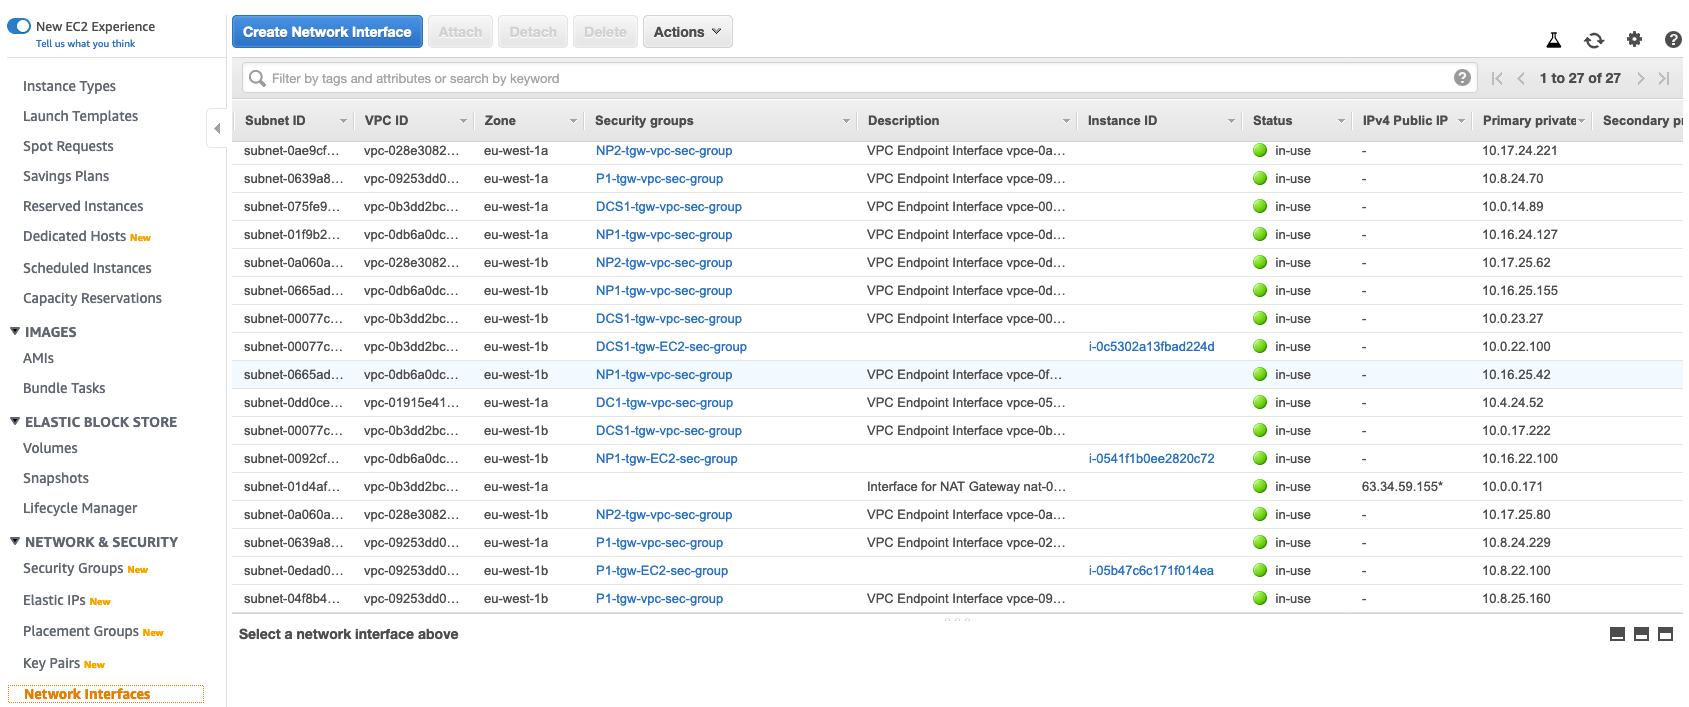 New EC2 Experience
Tell us what you think
Instance Types
Launch Templates
Spot Requests
Savings Plans
Reserved Instances
Dedicated Hosts New
Scheduled Instances
Capacity Reservations
IMAGES
AMIs
Bundle Tasks
ELASTIC BLOCK STORE
Volumes
Snapshots
Lifecycle Manager
NETWORK & SECURITY
Security Groups New
Elastic IPs New
Placement Groups New
Key Pairs New
Network Interfaces
Create Network Interface Attach Detach Delete Actions
Filter by tags and attributes or search by keyword ? 1 to 27 of 27
Subnet ID VPC ID Zone Security groups Description Instance ID Status IPv4 Public IP Primary private Secondary pr
subnet-0ae9cf... vpc-028e3082... eu-west-1a NP2-tgw-vpc-sec-group VPC Endpoint Interface vpce-0a... in-use - 10.17.24.221
subnet-0639a8... vpc-09253dd0... eu-west-1a P1-tgw-vpc-sec-group VPC Endpoint Interface vpce-09... in-use - 10.8.24.70
subnet-075fe9... vpc-0b3dd2bc... eu-west-1a DCS1-tgw-vpc-sec-group VPC Endpoint Interface vpce-00... in-use - 10.0.14.89
subnet-01f9b2... vpc-0db6a0dc... eu-west-1a NP1-tgw-vpc-sec-group VPC Endpoint Interface vpce-0d... in-use - 10.16.24.127
subnet-0a060a... vpc-028e3082... eu-west-1b NP2-tgw-vpc-sec-group VPC Endpoint Interface vpce-0d... in-use - 10.17.25.62
subnet-0665ad... vpc-0db6a0dc... eu-west-1b NP1-tgw-vpc-sec-group VPC Endpoint Interface vpce-0d... in-use - 10.16.25.155
subnet-00077c... vpc-0b3dd2bc... eu-west-1b DCS1-tgw-vpc-sec-group VPC Endpoint Interface vpce-00... in-use - 10.0.23.27
subnet-00077c... vpc-0b3dd2bc... eu-west-1b DCS1-tgw-EC2-sec-group i-0c5302a13fbad224d in-use - 10.0.22.100
subnet-0665ad... vpc-0db6a0dc... eu-west-1b NP1-tgw-vpc-sec-group VPC Endpoint Interface vpce-0f... in-use - 10.16.25.42
subnet-0dd0ce... vpc-01915e41... eu-west-1a DC1-tgw-vpc-sec-group VPC Endpoint Interface vpce-05... in-use - 10.4.24.52
subnet-00077c... vpc-0b3dd2bc... eu-west-1b DCS1-tgw-vpc-sec-group VPC Endpoint Interface vpce-0b... in-use - 10.0.17.222
subnet-0092cf... vpc-0db6a0dc... eu-west-1b NP1-tgw-EC2-sec-group i-0541f1b0ee2820c72 in-use - 10.16.22.100
subnet-01d4af... vpc-0b3dd2bc... eu-west-1a Interface for NAT Gateway nat-0... in-use 63.34.59.155* 10.0.0.171
subnet-0a060a... vpc-028e3082... eu-west-1b NP2-tgw-vpc-sec-group VPC Endpoint Interface vpce-0a... in-use - 10.17.25.80
subnet-0639a8... vpc-09253dd0... eu-west-1a P1-tgw-vpc-sec-group VPC Endpoint Interface vpce-02... in-use - 10.8.24.229
subnet-0edad0... vpc-09253dd0... eu-west-1b P1-tgw-EC2-sec-group i-05b47c6c171f014ea in-use - 10.8.22.100
subnet-04f8b4... vpc-09253dd0... eu-west-1b P1-tgw-vpc-sec-group VPC Endpoint Interface vpce-09... in-use - 10.8.25.160
Select a network interface above